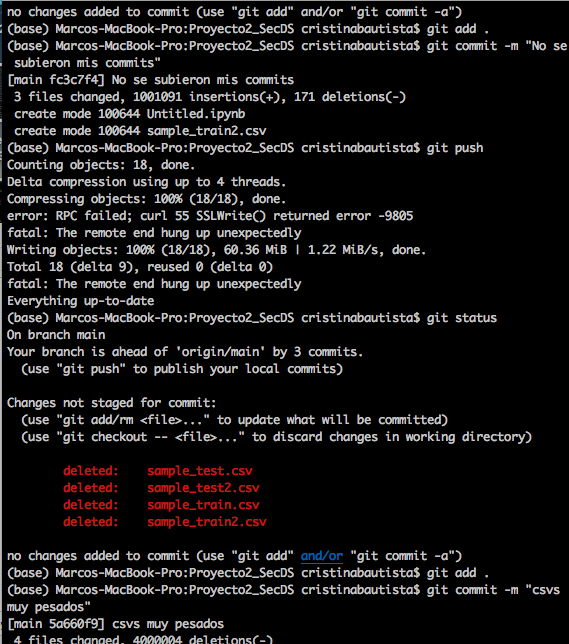 no changes added to commit (use "git add" and/or "git commit -a")
(base) Marcos-MacBook-Pro:Proyecto2_SecDS cristinabautista$ git add .
(base) Marcos-MacBook-Pro:Proyecto2_SecDS cristinabautista$ git commit -m "No se
 subieron mis commits"
[main fc3c7f4] No se subieron mis commits
 3 files changed, 1001091 insertions(+), 171 deletions(-)
 create mode 100644 Untitled.ipynb
 create mode 100644 sample_train2.csv
(base) Marcos-MacBook-Pro:Proyecto2_SecDS cristinabautista$ git push
Counting objects: 18, done.
Delta compression using up to 4 threads.
Compressing objects: 100% (18/18), done.
error: RPC failed; curl 55 SSLWrite() returned error -9805
fatal: The remote end hung up unexpectedly
Writing objects: 100% (18/18), 60.36 MiB | 1.22 MiB/s, done.
Total 18 (delta 9), reused 0 (delta 0)
fatal: The remote end hung up unexpectedly
Everything up-to-date
(base) Marcos-MacBook-Pro:Proyecto2_SecDS cristinabautista$ git status
On branch main
Your branch is ahead of 'origin/main' by 3 commits.
  (use "git push" to publish your local commits)
Changes not staged for commit:
  (use "git add/rm <file>..." to update what will be committed)
  (use "git checkout -- <file>..." to discard changes in working directory)
deleted:    sample_test.csv
deleted:    sample_test2.csv
deleted:    sample_train.csv
deleted:    sample_train2.csv
no changes added to commit (use "git add" and/or "git commit -a")
(base) Marcos-MacBook-Pro:Proyecto2_SecDS cristinabautista$ git add .
(base) Marcos-MacBook-Pro:Proyecto2_SecDS cristinabautista$ git commit -m "csvs
muy pesados"
[main 5a660f9] csvs muy pesados
 4 files changed, 4000004 deletions(-)